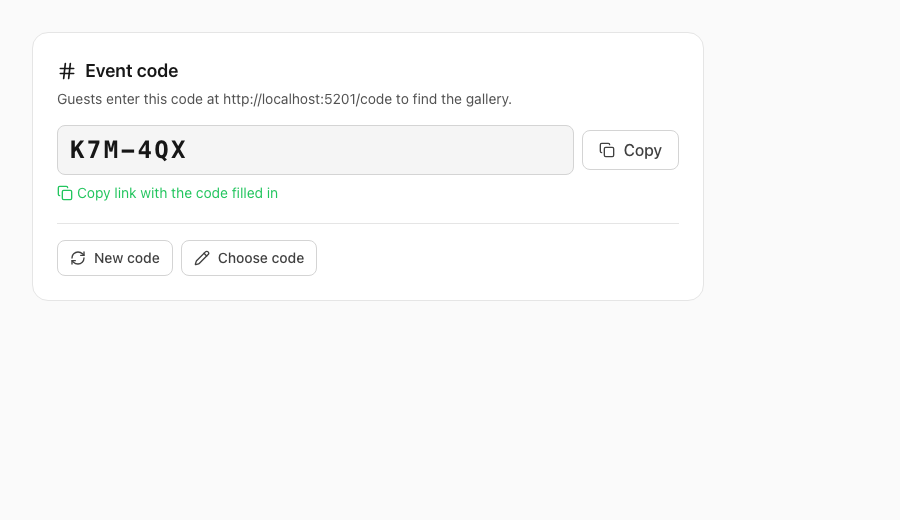 Event code
Guests enter this code at http://localhost:5201/code to find the gallery.
K7M–4QX
Copy
Copy link with the code filled in
New code
Choose code